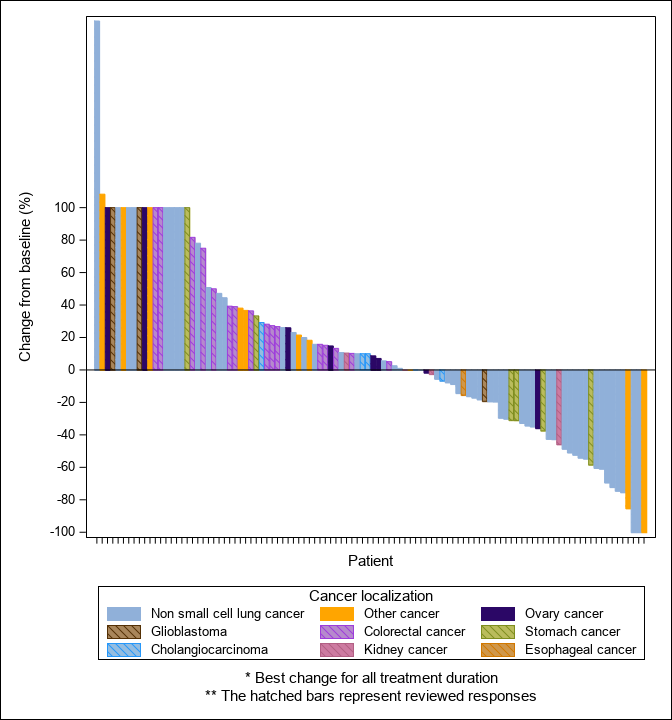 Change from baseline (%)
100
80
60
40
20
0
-20
-40
-60
-80
-100
Patient
Cancer localization
Non small cell lung cancer
Other cancer
Ovary cancer
Glioblastoma
Colorectal cancer
Stomach cancer
Cholangiocarcinoma
Kidney cancer
Esophageal cancer
* Best change for all treatment duration
** The hatched bars represent reviewed responses